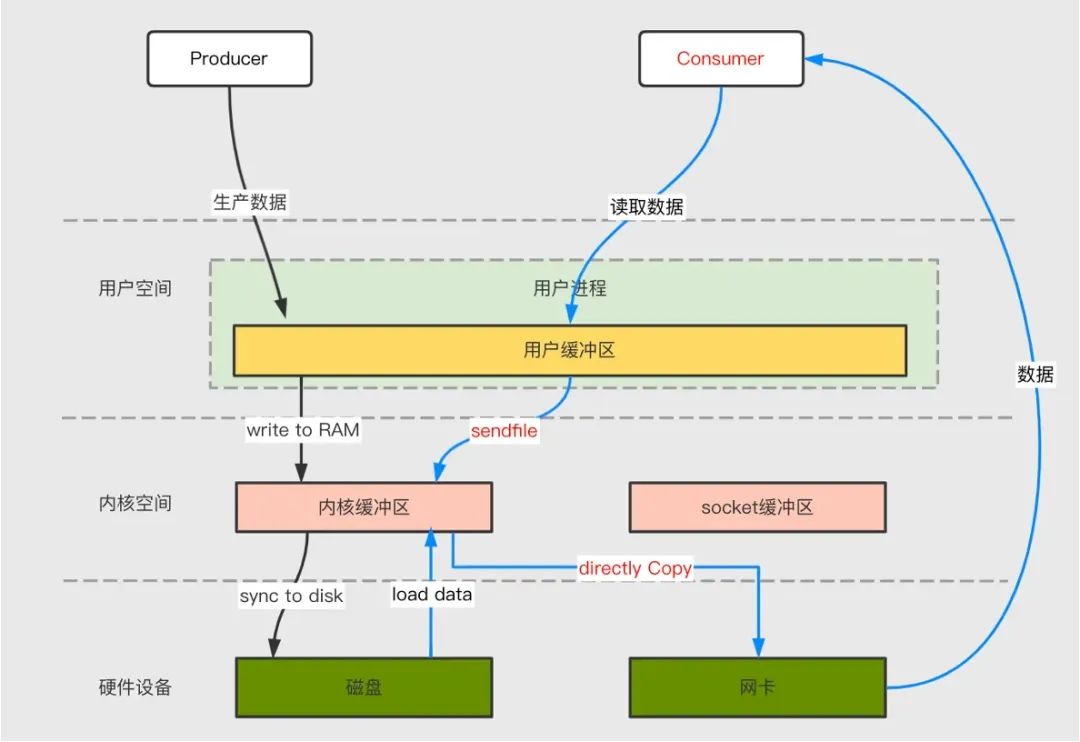 Producer
Consumer
生产数据
读取数据
用户空间
用户进程
用户缓冲区
数据
write to RAM
sendfile
内核空间
内核缓冲区
socket缓冲区
directly Copy
sync to disk
load data
硬件设备
磁盘
网卡